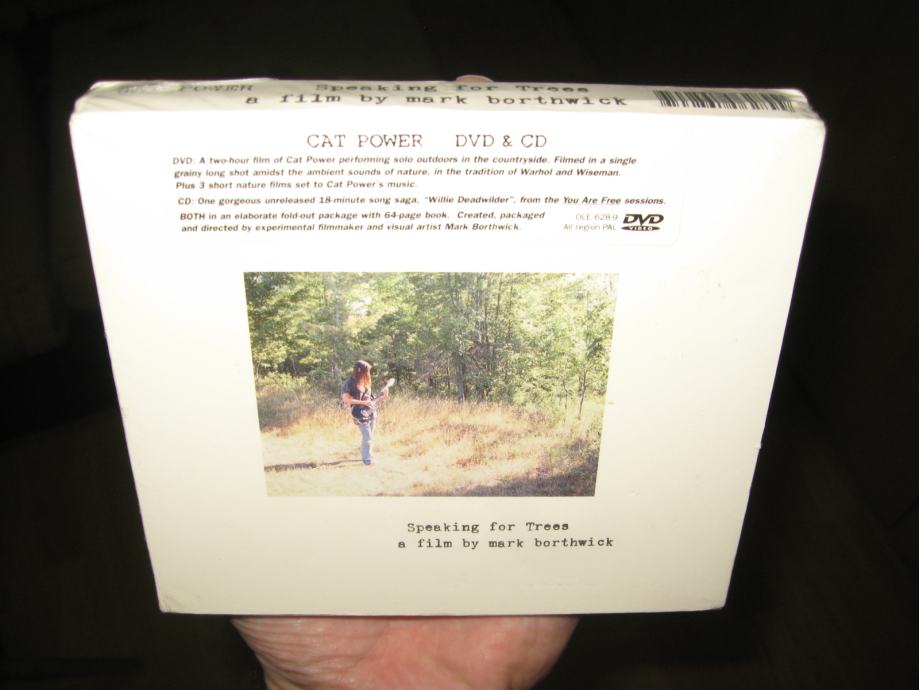 POWER Speaking for Trees
a film by mark borthwick
CAT POWER DVD & CD
DVD: A two-hour film of Cat Power performing solo outdoors in the countryside. Filmed in a single
grainy long shot amidst the ambient sounds of nature, in the tradition of Warhol and Wiseman.
Plus 3 short nature films set to Cat Power's music.
CD: One gorgeous unreleased 18-minute song saga, "Willie Deadwilder", from the You Are Free sessions.
BOTH in an elaborate fold-out package with 64-page book. Created, packaged
and directed by experimental filmmaker and visual artist Mark Borthwick.
OLE 628-9
All region PAL
DVD
VIDEO
Speaking for Trees
a film by mark borthwick